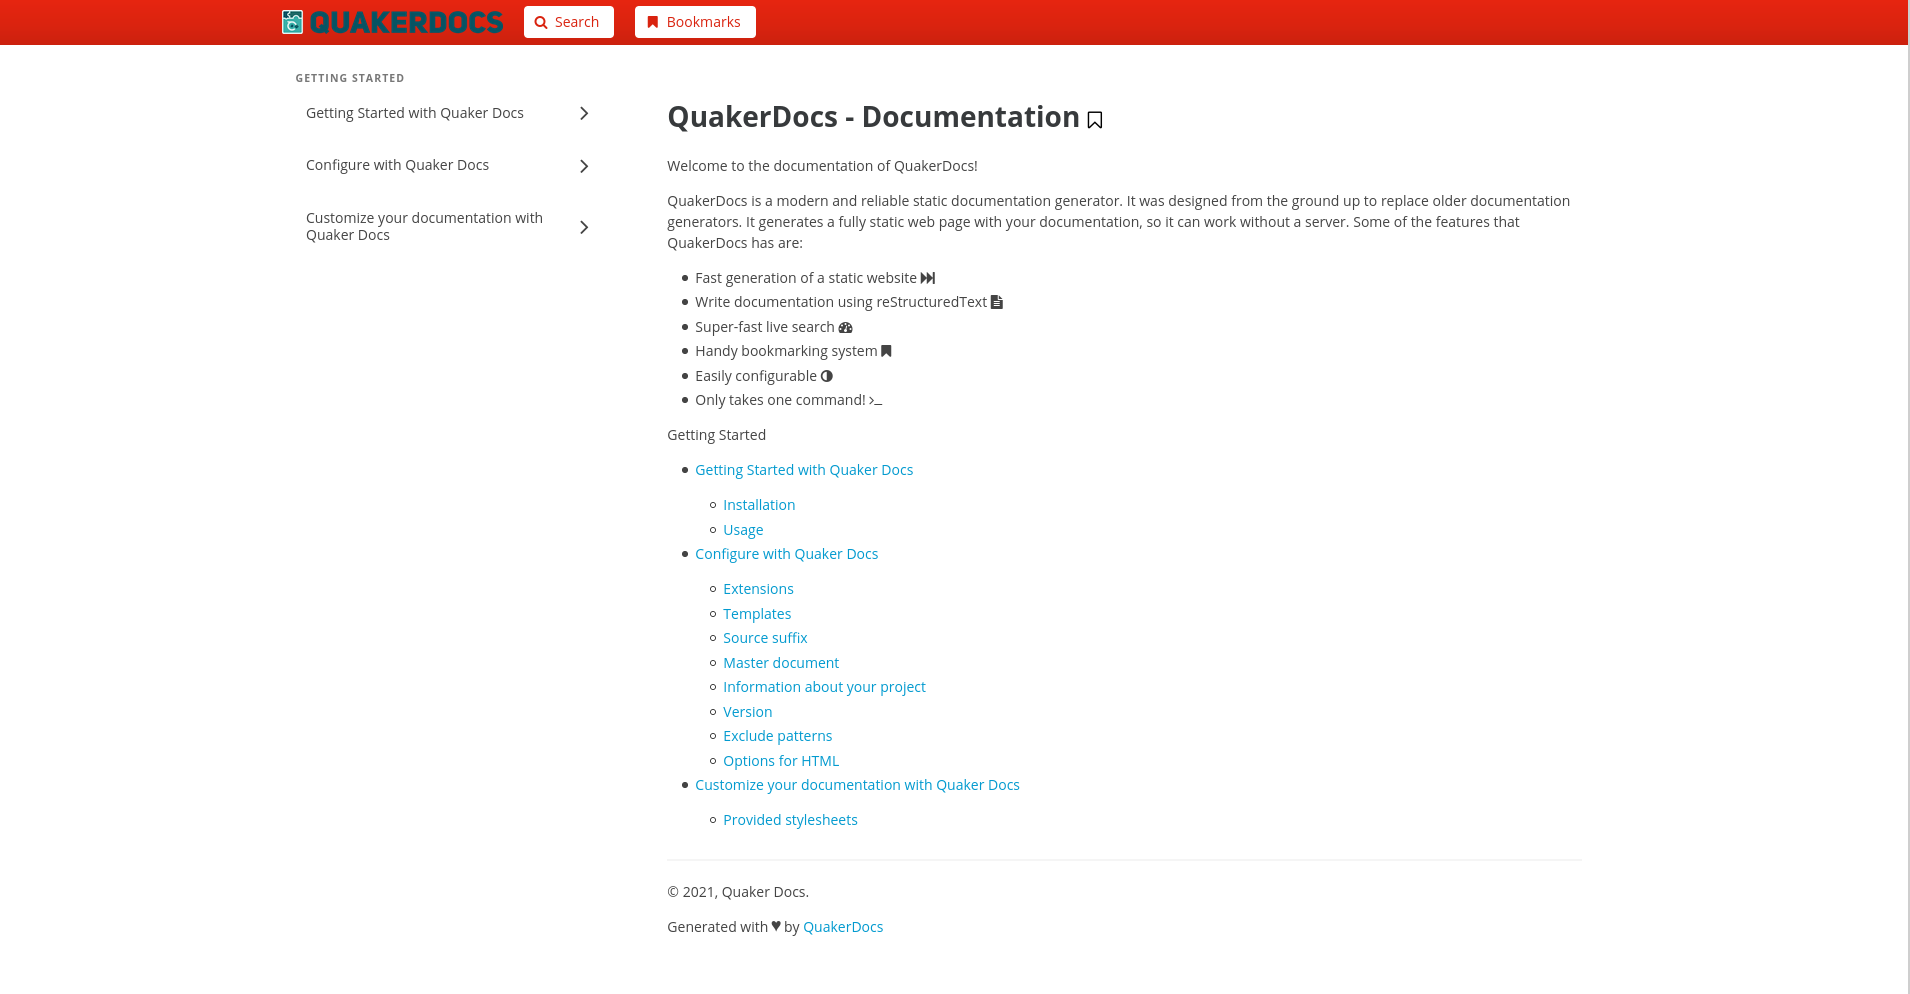 QUAKERDOCS
Search
Bookmarks
GETTING STARTED
Getting Started with Quaker Docs
Configure with Quaker Docs
Customize your documentation with
Quaker Docs
QuakerDocs - Documentation
Welcome to the documentation of QuakerDocs!
QuakerDocs is a modern and reliable static documentation generator. It was designed from the ground up to replace older documentation
generators. It generates a fully static web page with your documentation, so it can work without a server. Some of the features that
QuakerDocs has are:
Fast generation of a static website
Write documentation using reStructuredText
Super-fast live search
Handy bookmarking system
Easily configurable
Only takes one command!
Getting Started
Getting Started with Quaker Docs
Installation
Usage
Configure with Quaker Docs
Extensions
Templates
Source suffix
Master document
Information about your project
Version
Exclude patterns
Options for HTML
Customize your documentation with Quaker Docs
Provided stylesheets
© 2021, Quaker Docs.
Generated with ♥ by QuakerDocs